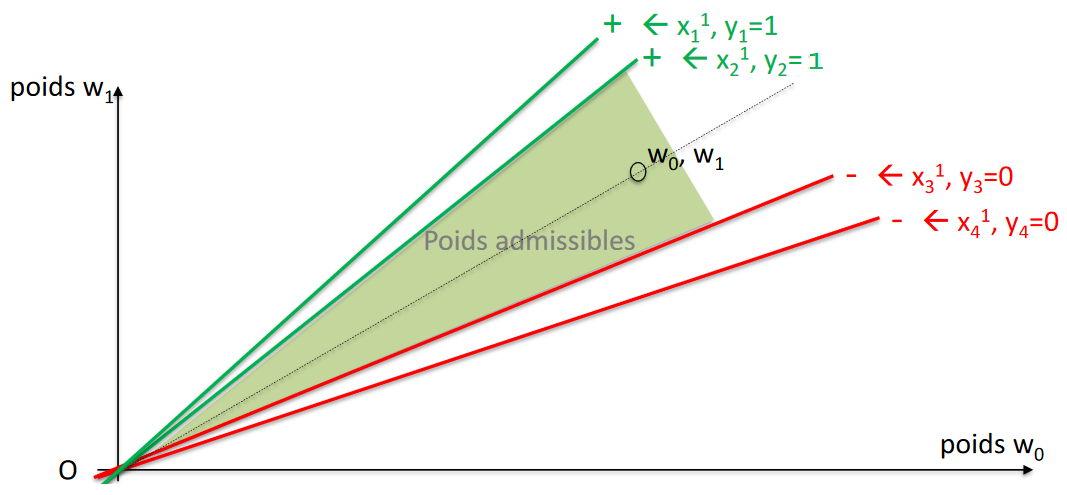 + ← x₁¹, y₁=1
+ ← x₂¹, y₂= 1
poids w₁
w₀, w₁
- ← x₃¹, y₃=0
- ← x₄¹, y₄=0
Poids admissibles
poids w₀
O